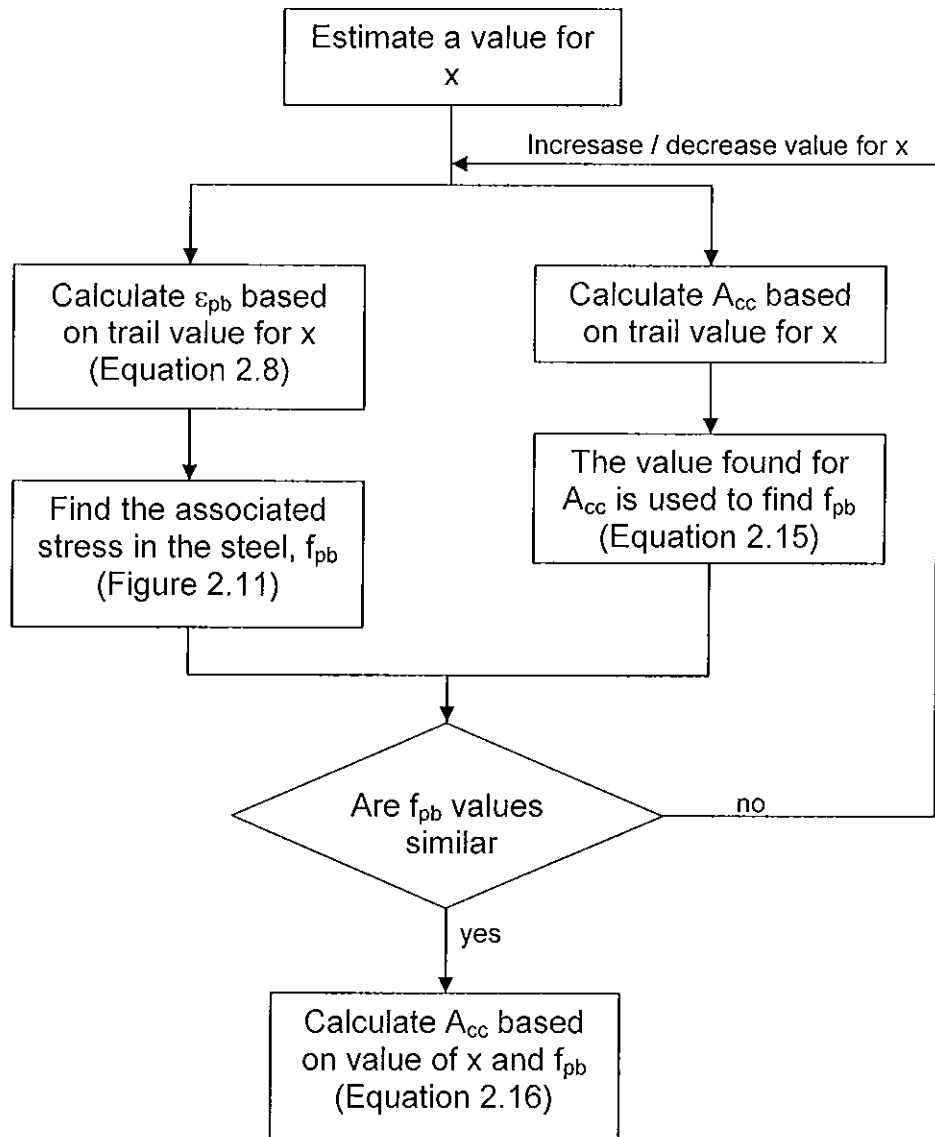 Estimate a value for
x
Incresase / decrease value for x
Calculate εpb based
on trail value for x
(Equation 2.8)
Calculate Acc based
on trail value for x
Find the associated
stress in the steel, fpb
(Figure 2.11)
The value found for
Acc is used to find fpb
(Equation 2.15)
Are fpb values
similar
no
yes
Calculate Acc based
on value of x and fpb
(Equation 2.16)